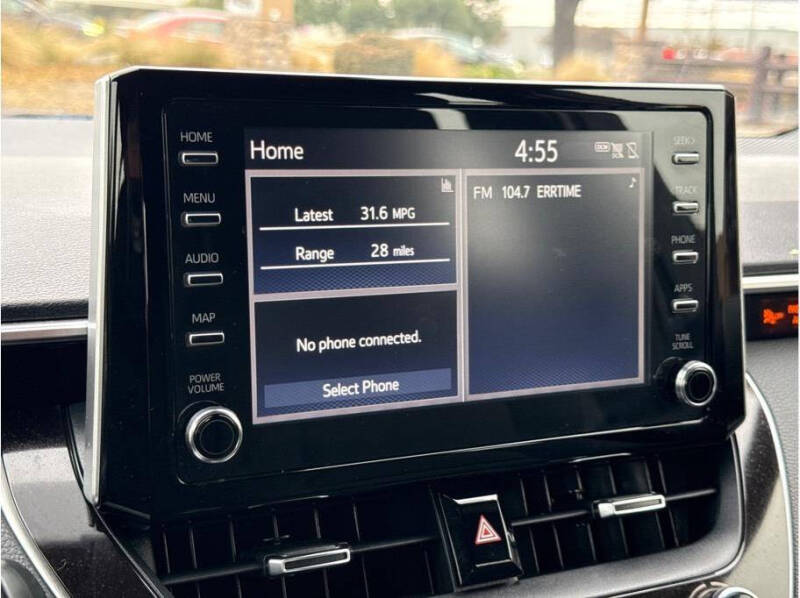 HOME
MENU
AUDIO
MAP
POWER
VOLUME
Home
4:55
DCM
Latest 31.6 MPG
Range 28 miles
No phone connected.
Select Phone
FM 104.7 ERRTIME
SEEK>
TRACK
PHONE
APPS
TUNE
SCROLL